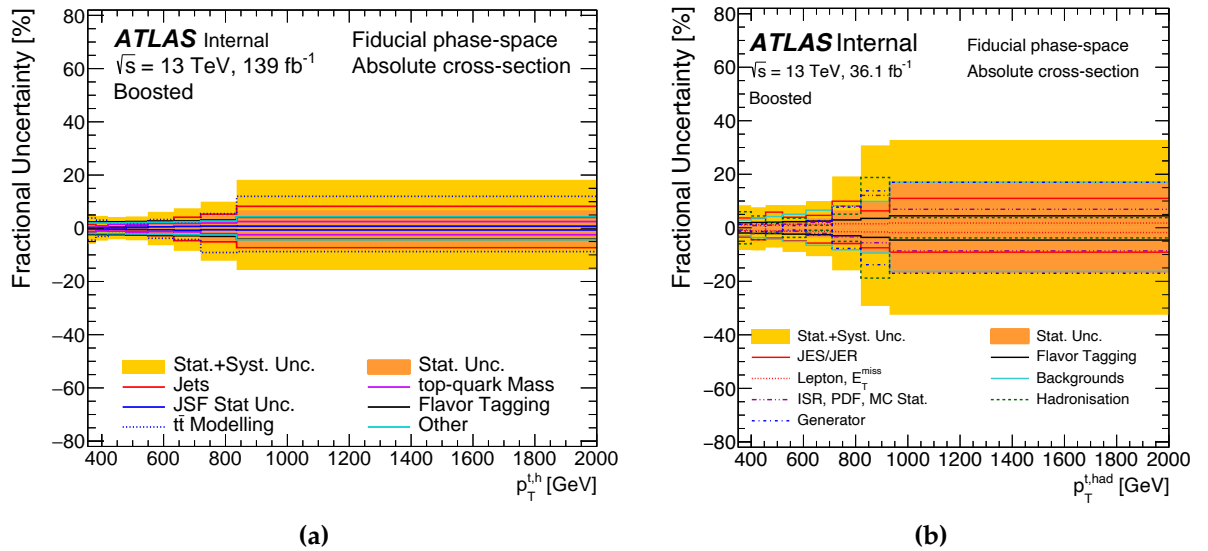 Fractional Uncertainty [%]
80
60
40
20
0
−20
−40
−60
−80
ATLAS Internal
√s = 13 TeV, 139 fb⁻¹
Boosted
Fiducial phase-space
Absolute cross-section
Stat.+Syst. Unc.
Jets
JSF Stat Unc.
tt̄ Modelling
Stat. Unc.
top-quark Mass
Flavor Tagging
Other
400 600 800 1000 1200 1400 1600 1800 2000
p_T^{t,h} [GeV]
(a)
Fractional Uncertainty [%]
80
60
40
20
0
−20
−40
−60
−80
ATLAS Internal
√s = 13 TeV, 36.1 fb⁻¹
Boosted
Fiducial phase-space
Absolute cross-section
Stat.+Syst. Unc.
JES/JER
Lepton, E_T^{miss}
ISR, PDF, MC Stat.
Generator
Stat. Unc.
Flavor Tagging
Backgrounds
Hadronisation
400 600 800 1000 1200 1400 1600 1800 2000
p_T^{t,had} [GeV]
(b)